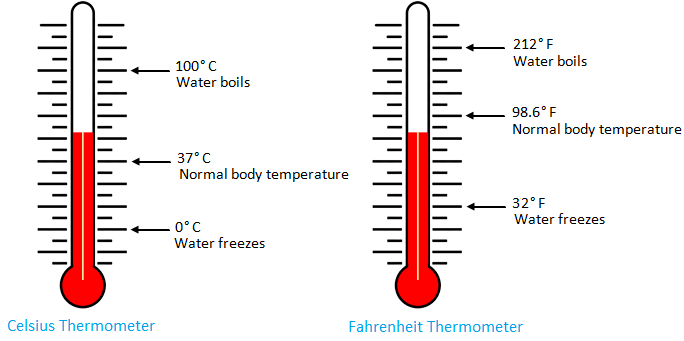 100°C
Water boils
37°C
Normal body temperature
0°C
Water freezes
Celsius Thermometer
212°F
Water boils
98.6°F
Normal body temperature
32°F
Water freezes
Fahrenheit Thermometer